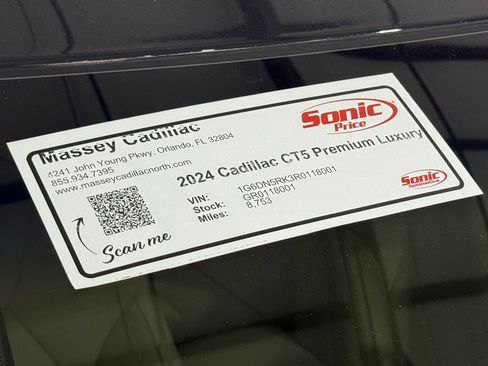 Massey Cadillac
4241 John Young Pkwy, Orlando, FL 32804
855.934.7395
www.masseycadillacnorth.com
Scan me
Sonic
Price
2024 Cadillac CT5 Premium Luxury
VIN: 1G6DN5RK3R0118001
Stock: GR0118001
Miles: 8,753
Sonic
Automotive